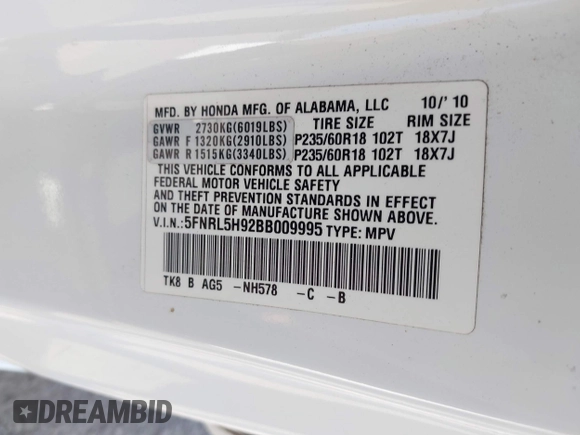 MFD. BY HONDA MFG. OF ALABAMA, LLC 10/'10
GVWR 2730KG(6019LBS) TIRE SIZE RIM SIZE
GAWR F 1320KG(2910LBS) P235/60R18 102T 18X7J
GAWR R 1515KG(3340LBS) P235/60R18 102T 18X7J
THIS VEHICLE CONFORMS TO ALL APPLICABLE
FEDERAL MOTOR VEHICLE SAFETY
AND THEFT PREVENTION STANDARDS IN EFFECT
ON THE DATE OF MANUFACTURE SHOWN ABOVE.
V.I.N.:5FNRL5H92BB009995 TYPE: MPV
TK8 B AG5 -NH578 -C -B
DREAMBID